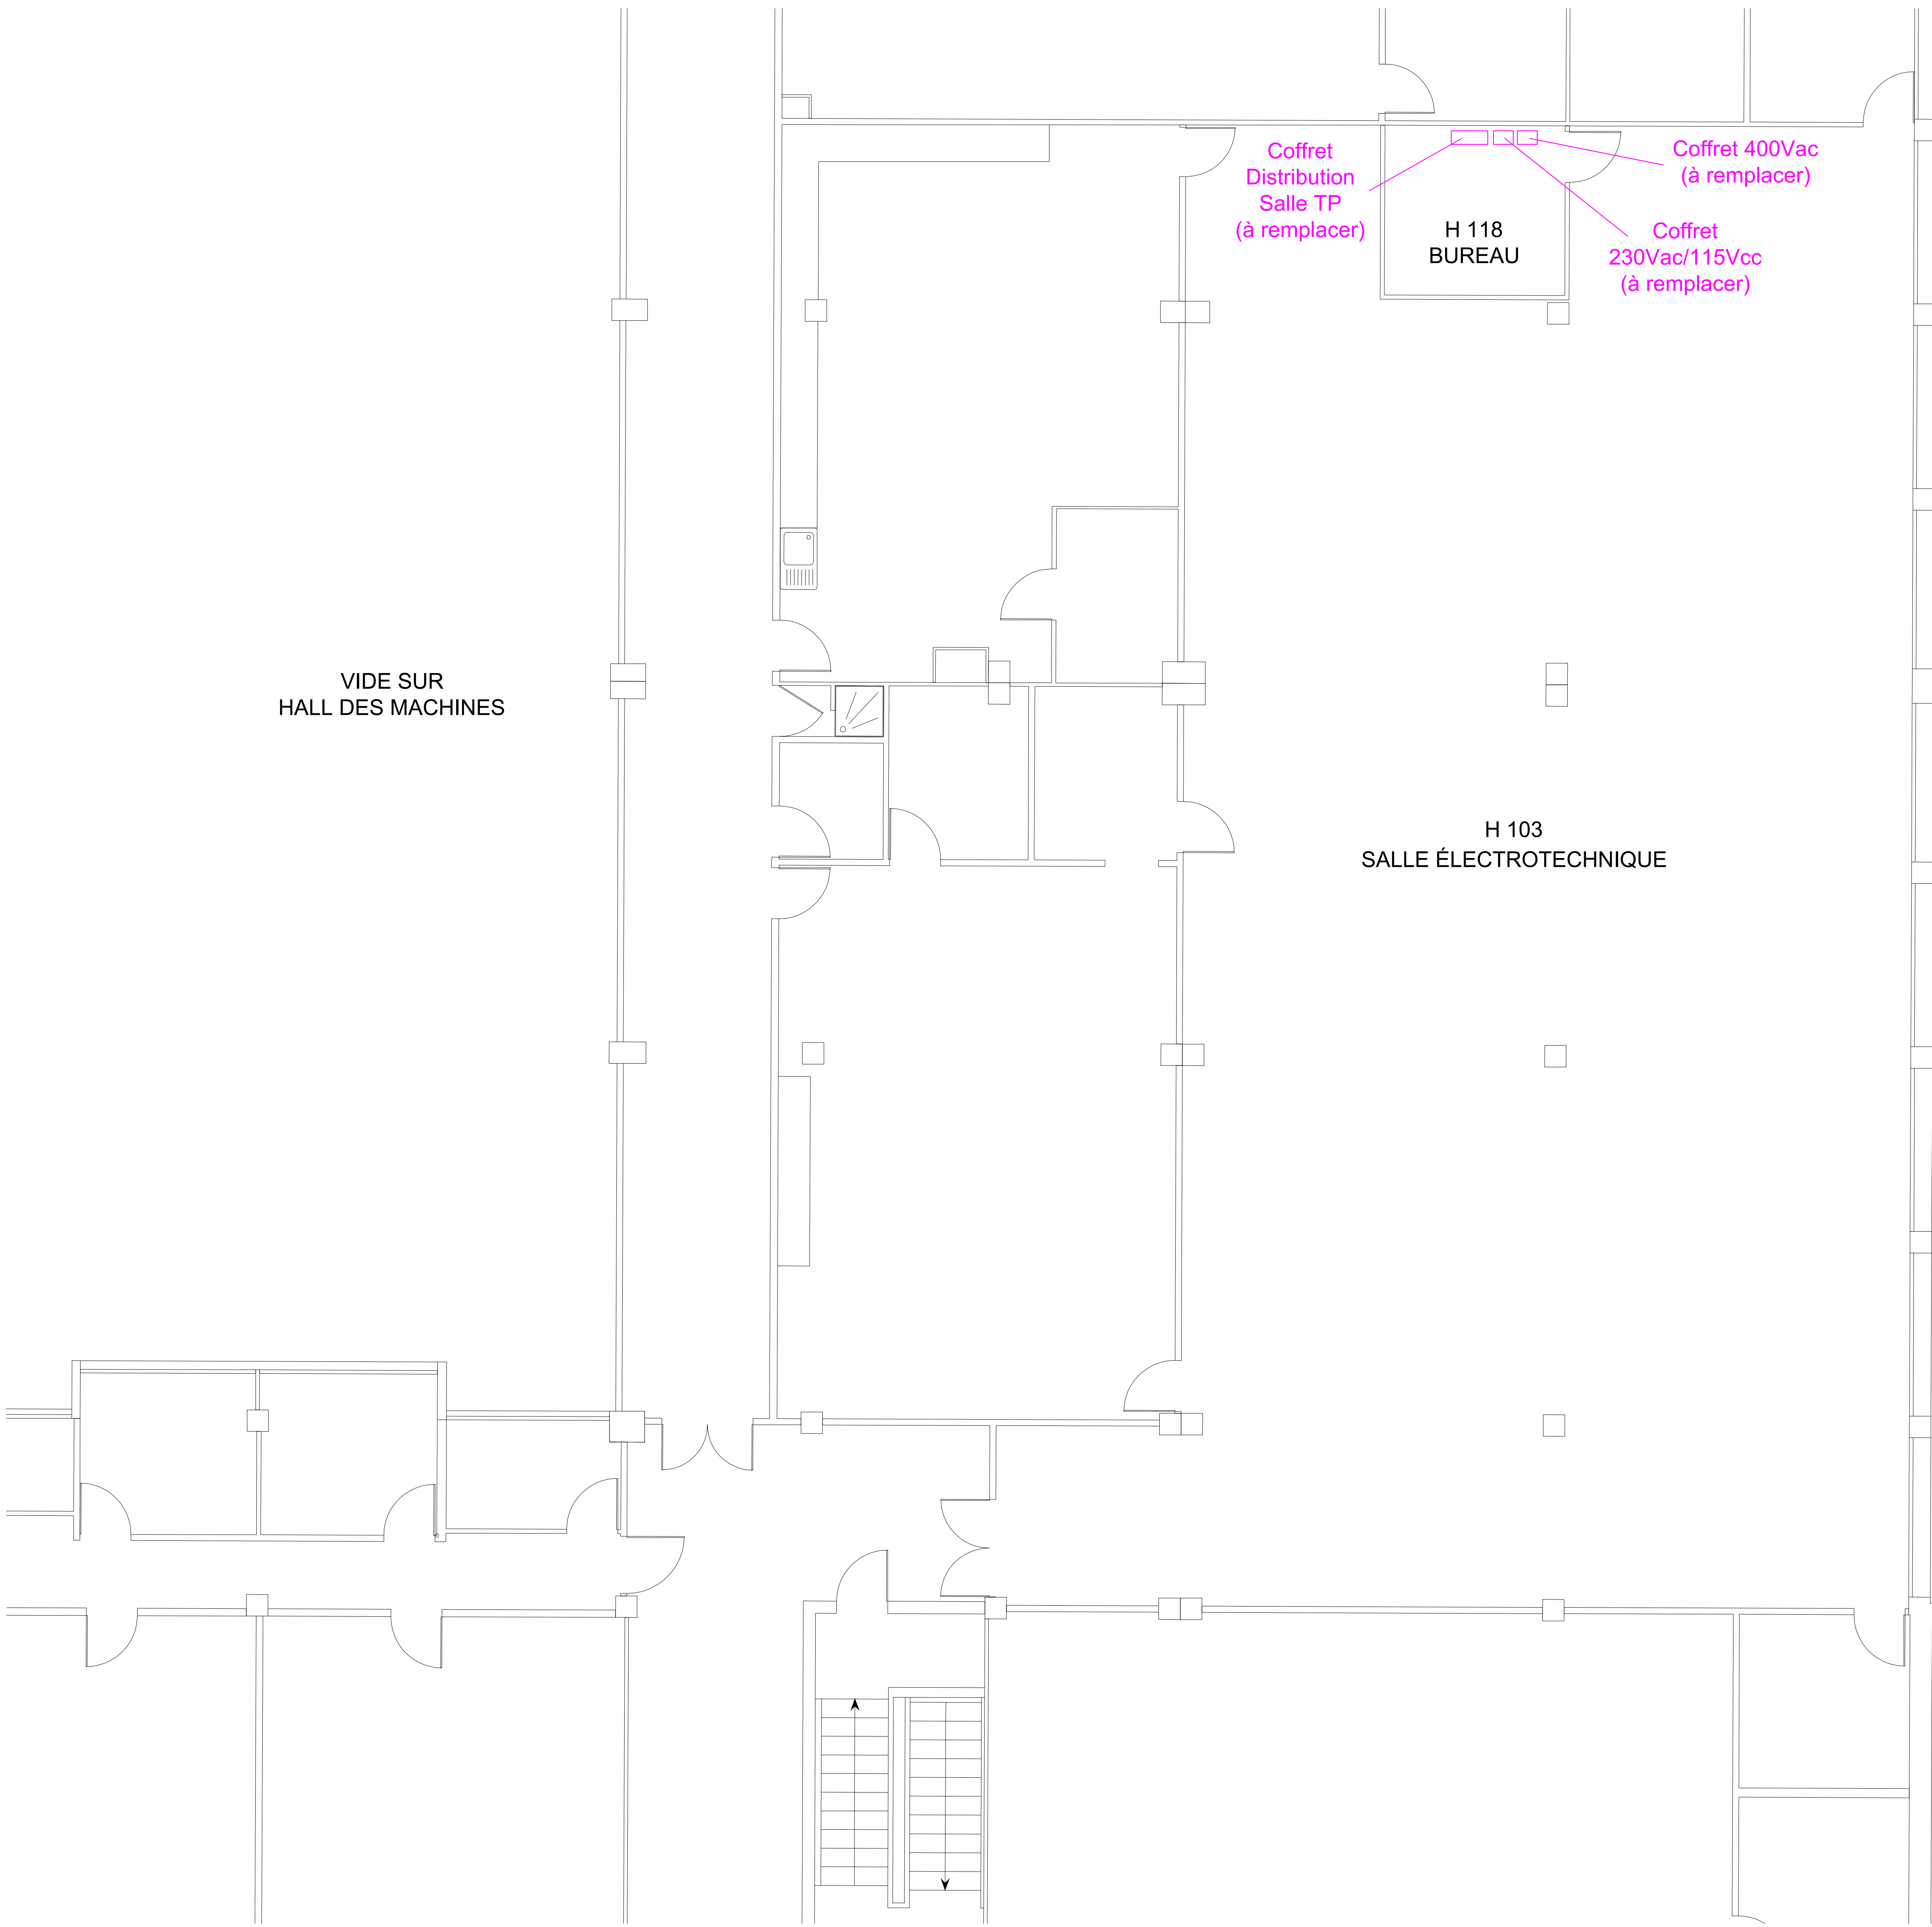 Coffret
Distribution
Salle TP
(à remplacer)
Coffret 400Vac
(à remplacer)
H 118
BUREAU
Coffret
230Vac/115Vcc
(à remplacer)
VIDE SUR
HALL DES MACHINES
H 103
SALLE ÉLECTROTECHNIQUE